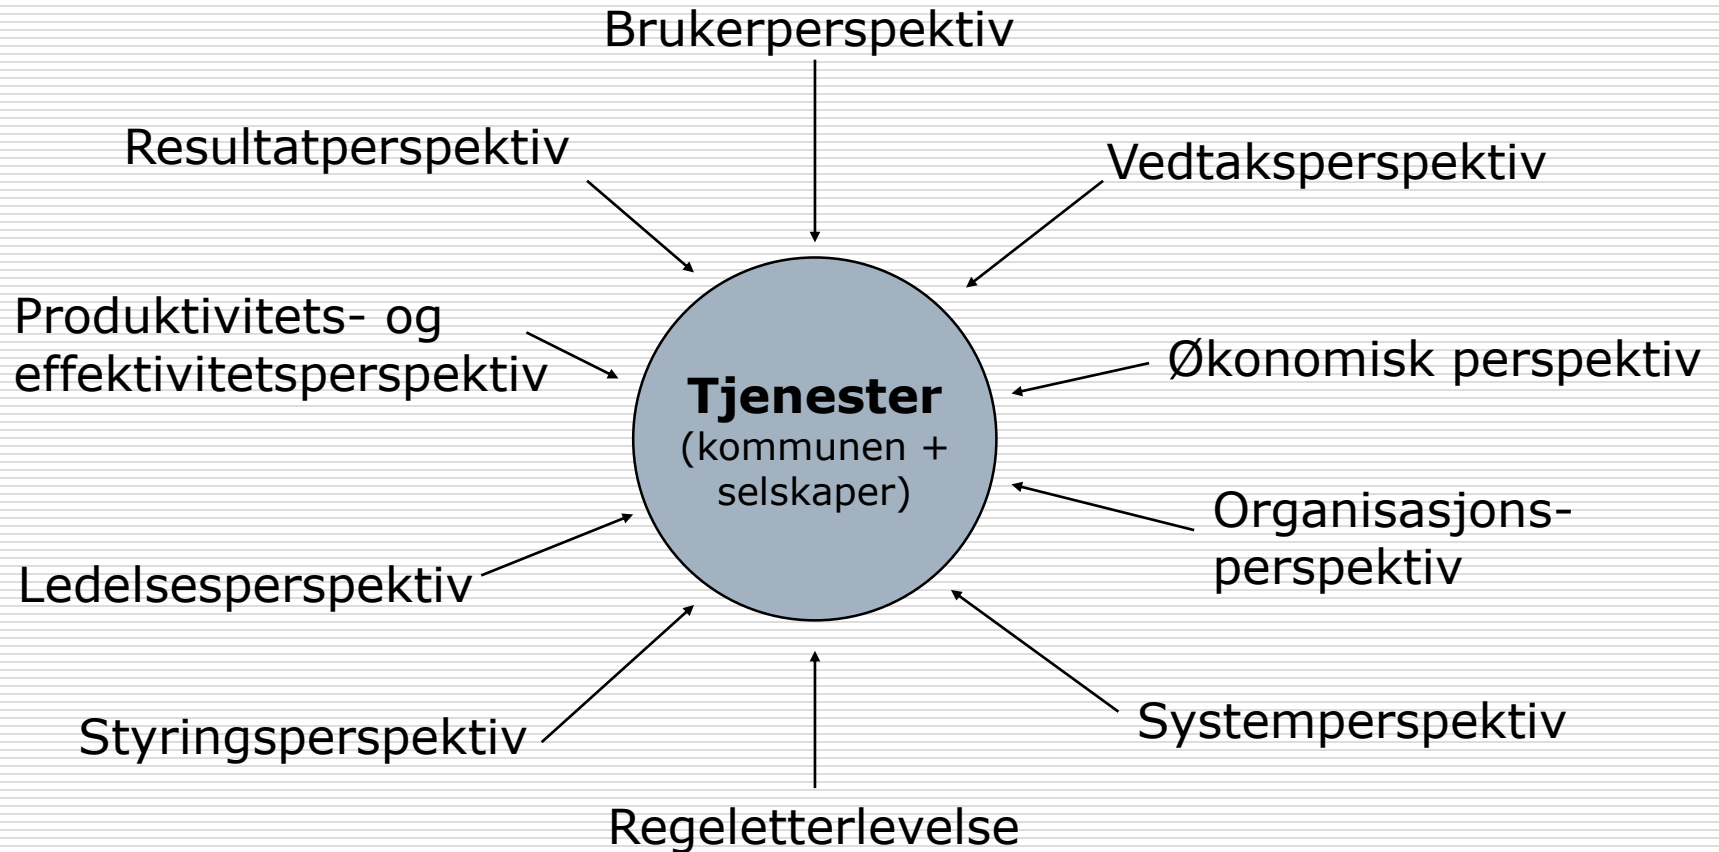 Brukerperspektiv
Resultatperspektiv
Vedtaksperspektiv
Produktivitets- og
effektivitetsperspektiv
Økonomisk perspektiv
Tjenester
(kommunen +
selskaper)
Organisasjons-
perspektiv
Ledelsesperspektiv
Styringsperspektiv
Systemperspektiv
Regeletterlevelse